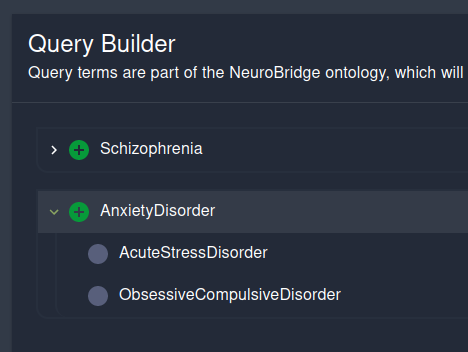 Query Builder
Query terms are part of the NeuroBridge ontology, which will
Schizophrenia
AnxietyDisorder
AcuteStressDisorder
ObsessiveCompulsiveDisorder